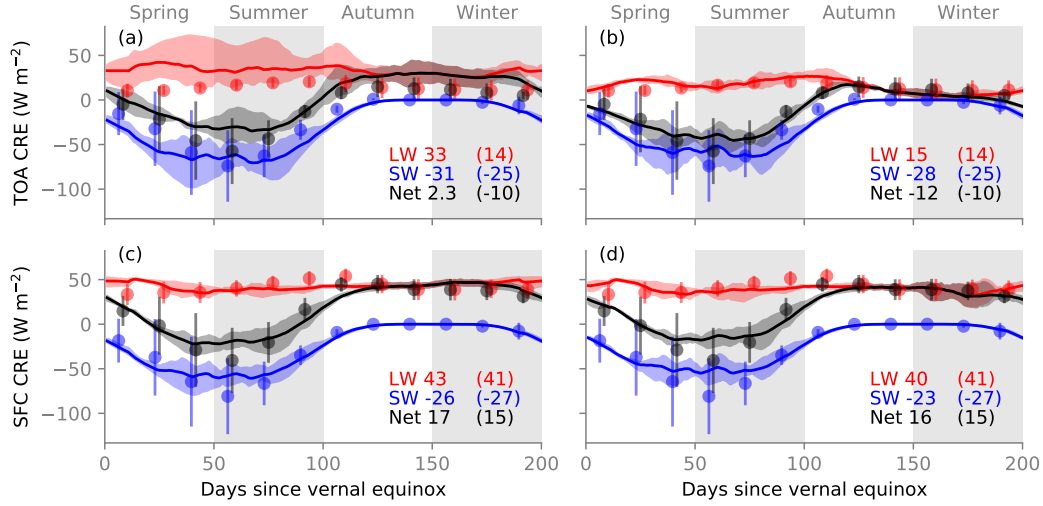 Spring Summer Autumn Winter Spring Summer Autumn Winter
(a) (b)
TOA CRE (W m⁻²)
50
0
−50
−100
LW 33 (14) LW 15 (14)
SW -31 (-25) SW -28 (-25)
Net 2.3 (-10) Net -12 (-10)
(c) (d)
SFC CRE (W m⁻²)
50
0
−50
−100
LW 43 (41) LW 40 (41)
SW -26 (-27) SW -23 (-27)
Net 17 (15) Net 16 (15)
0 50 100 150 200 0 50 100 150 200
Days since vernal equinox Days since vernal equinox